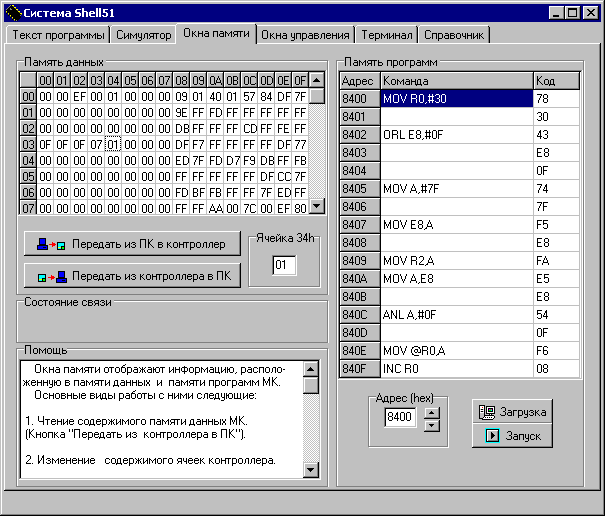 Система Shell51
Текст программы Симулятор Окна памяти Окна управления Терминал Справочник
Память данных
00 01 02 03 04 00 00 00 08 09 0A 0B 0C 0D 0E 0F
00 00 00 EF 00 01 00 00 00 09 01 40 01 57 84 DF 7F
01 00 00 00 00 00 00 00 00 9E FF FD FF FF FF FD FF
02 00 00 00 00 00 00 00 00 DB FF FF FF CD FF FE FF
03 0F 0F 0F 07 01 00 00 00 DF F7 FF FF FF FF DF 77
04 00 00 00 00 00 00 00 00 ED 7F FD D7 F9 DB FF FB
05 00 00 00 00 00 00 00 00 FF FF FF FF FF DF CC 7F
06 00 00 00 00 00 00 00 00 FD BF FB FF FF 7F ED FF
07 00 00 00 00 00 00 00 00 FF FF AA 00 7C 00 EF 80
Передать из ПК в контроллер
Передать из контроллера в ПК
Ячейка 34h
01
Состояние связи
Помощь
Окна памяти отображают информацию, располо-
женную в памяти данных и памяти программ МК.
Основные виды работы с ними следующие:
1. Чтение содержимого памяти данных МК.
(Кнопка "Передать из контроллера в ПК").
2. Изменение содержимого ячеек контроллера.
Память программ
Адрес Команда Код
8400 MOV R0,#30 78
8401 30
8402 ORL E8,#0F 43
8403 E8
8404 0F
8405 MOV A,#7F 74
8406 7F
8407 MOV E8,A F5
8408 E8
8409 MOV R2,A FA
840A MOV A,E8 E5
840B E8
840C ANL A,#0F 54
840D 0F
840E MOV @R0,A F6
840F INC R0 08
Адрес (hex)
8400
Загрузка
Запуск